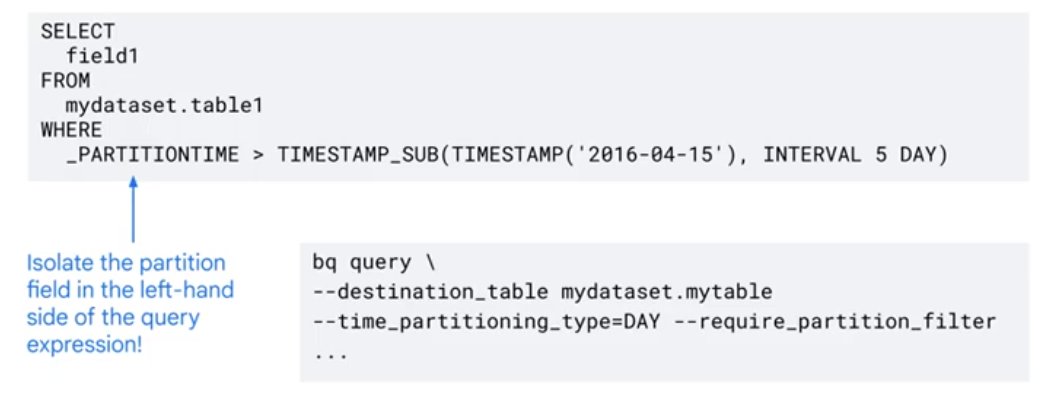 SELECT
  field1
FROM
  mydataset.table1
WHERE
  _PARTITIONTIME > TIMESTAMP_SUB(TIMESTAMP('2016-04-15'), INTERVAL 5 DAY)
Isolate the partition
field in the left-hand
side of the query
expression!
bq query \
--destination_table mydataset.mytable
--time_partitioning_type=DAY --require_partition_filter
...